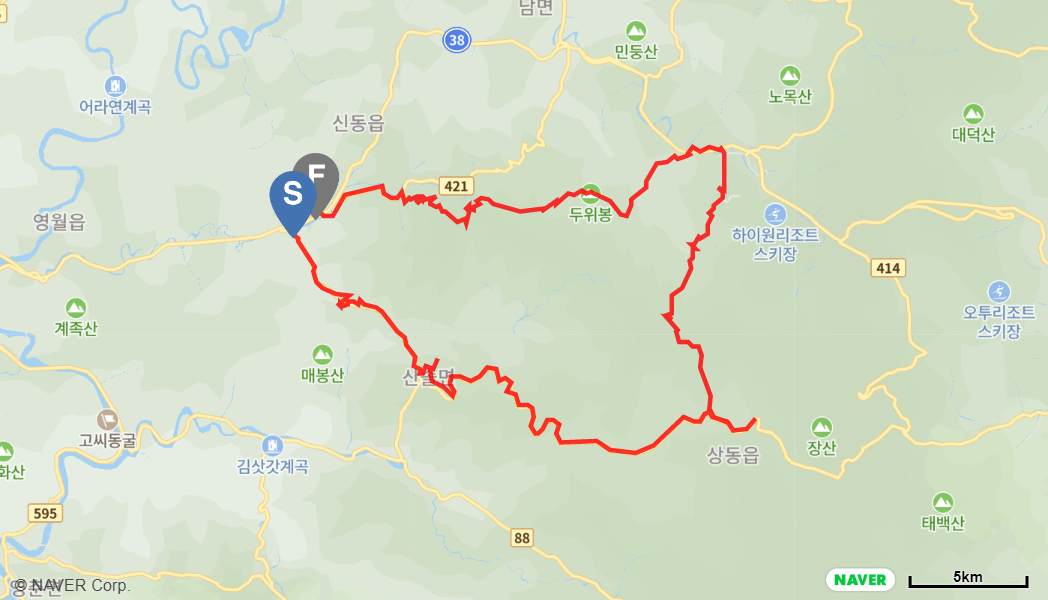 남면
38
민둥산
어라연계곡
노목산
신동읍
대덕산
F
421
S
두위봉
영월읍
하이원리조트
스키장
414
오투리조트
스키장
계족산
매봉산
고씨동굴
김삿갓계곡
장산
상동읍
화산
595
태백산
88
NAVER
5km
© NAVER Corp.